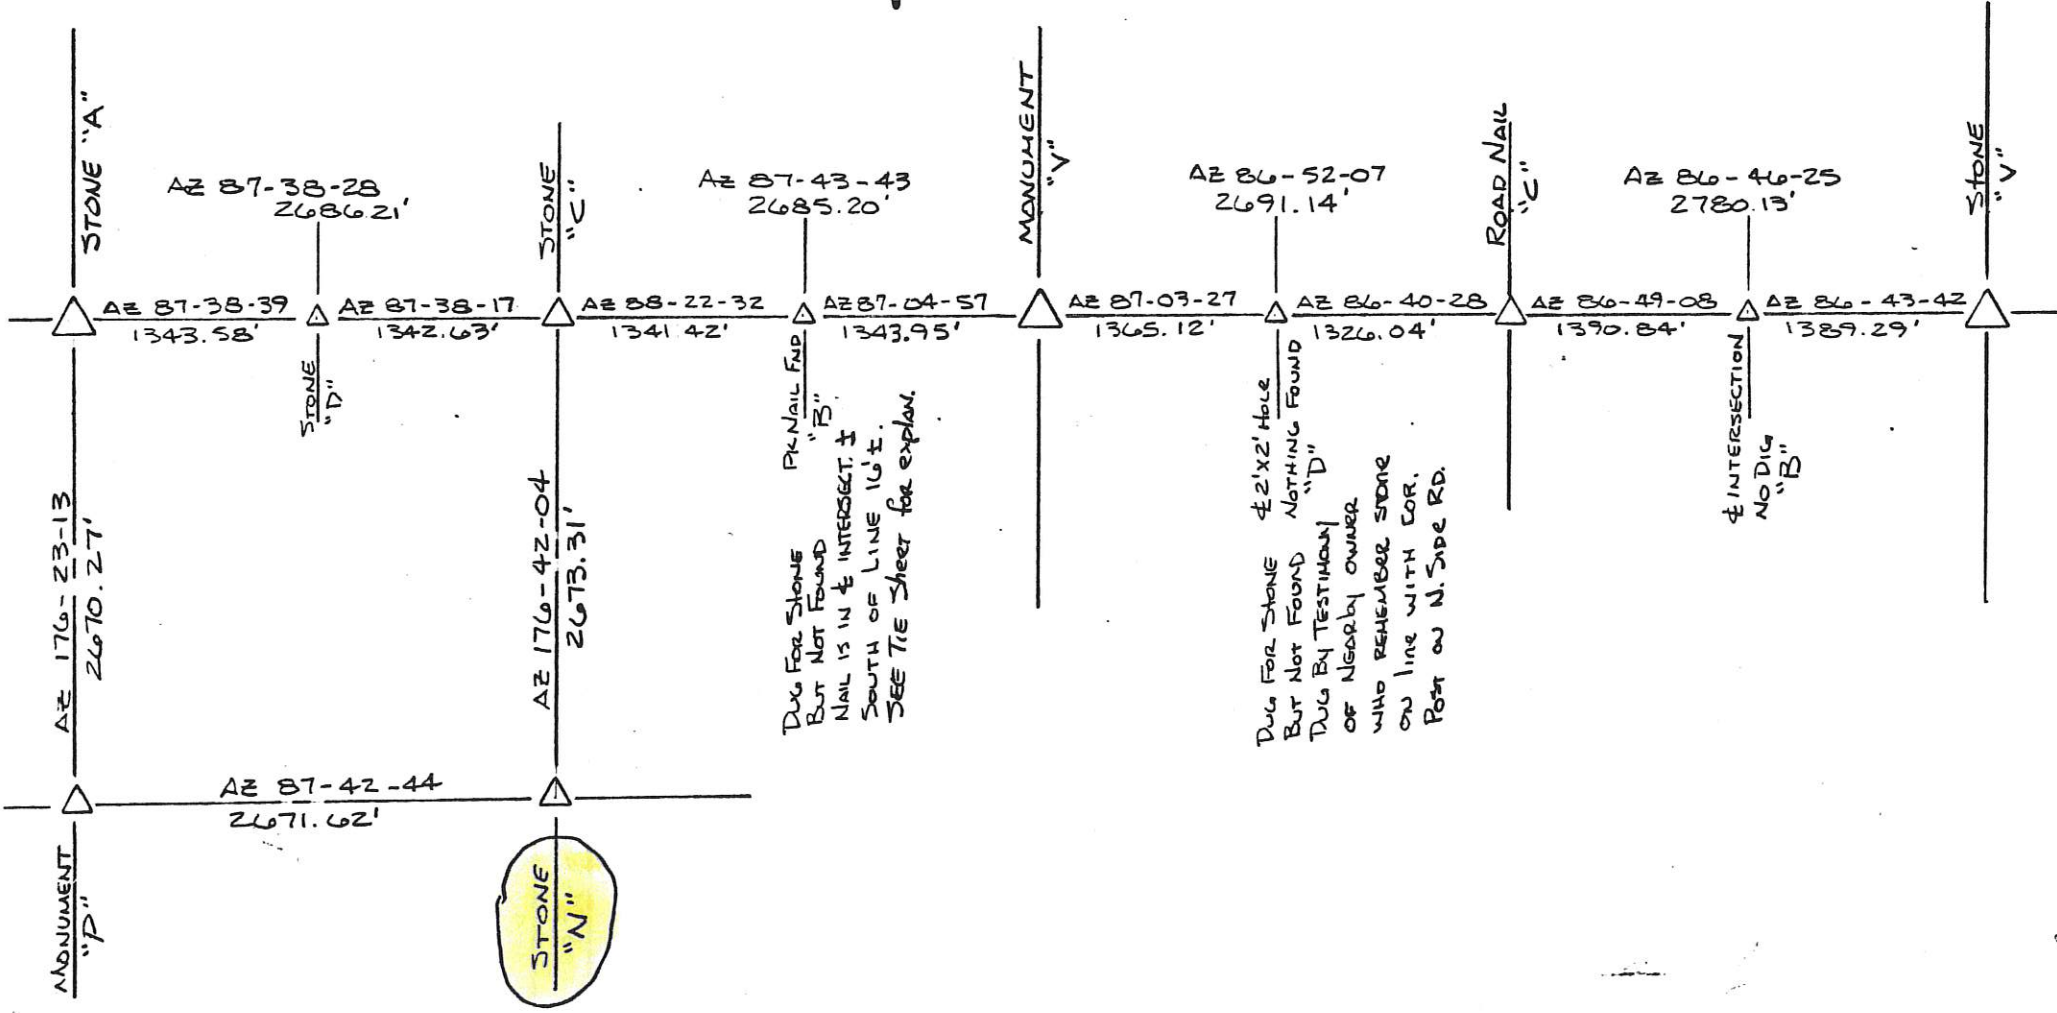 STONE "A"
AZ 87-38-28
2686.21'
STONE
"C"
AZ 87-43-43
2685.20'
MONUMENT
"V"
AZ 86-52-07
2691.14'
ROAD NAIL
"C"
AZ 86-46-25
2780.13'
STONE
"V"
AZ 87-38-39
1343.58'
AZ 87-38-17
1342.63'
AZ 88-22-32
1341.42'
AZ 87-04-57
1343.95'
AZ 87-03-27
1365.12'
AZ 86-40-28
1326.04'
AZ 86-49-08
1390.84'
AZ 86-43-42
1389.29'
STONE
"D"
PK NAIL FND
"B"
DUG FOR STONE
BUT NOT FOUND
NAIL IS IN ℄ INTERSECT. ±
SOUTH OF LINE 16'±.
SEE TIE SHEET for explan.
℄ 2'X2' HOLE
NOTHING FOUND
"D"
DUG FOR STONE
BUT NOT FOUND
DUG BY TESTIMONY
OF NEARBY OWNER
WHO REMEMBER STONE
ON line WITH COR.
POST ON N. SIDE RD.
℄ INTERSECTION
NO DIG
"B"
AZ 176-23-13
2670.27'
AZ 176-42-04
2673.31'
AZ 87-42-44
2671.62'
MONUMENT
"P"
STONE
"N"